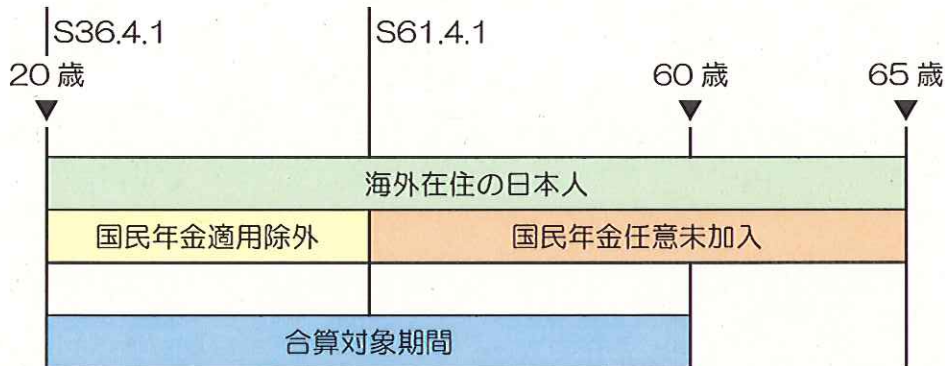 S36.4.1 S61.4.1
20歳 60歳 65歳
海外在住の日本人
国民年金適用除外 国民年金任意未加入
合算対象期間